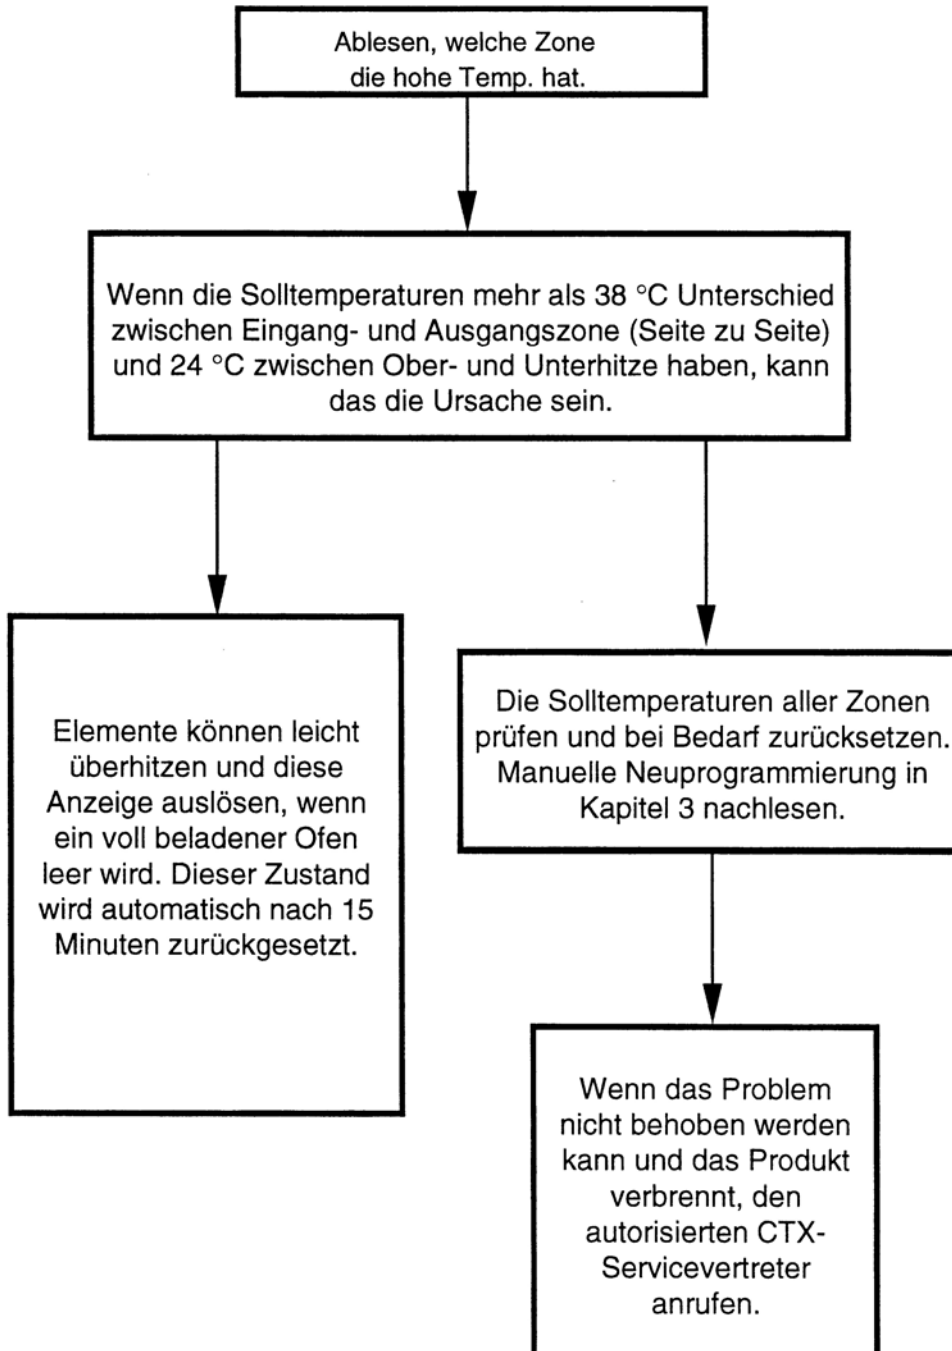 Ablesen, welche Zone
die hohe Temp. hat.
Wenn die Solltemperaturen mehr als 38 °C Unterschied
zwischen Eingang- und Ausgangszone (Seite zu Seite)
und 24 °C zwischen Ober- und Unterhitze haben, kann
das die Ursache sein.
Elemente können leicht
überhitzen und diese
Anzeige auslösen, wenn
ein voll beladener Ofen
leer wird. Dieser Zustand
wird automatisch nach 15
Minuten zurückgesetzt.
Die Solltemperaturen aller Zonen
prüfen und bei Bedarf zurücksetzen.
Manuelle Neuprogrammierung in
Kapitel 3 nachlesen.
Wenn das Problem
nicht behoben werden
kann und das Produkt
verbrennt, den
autorisierten CTX-
Servicevertreter
anrufen.